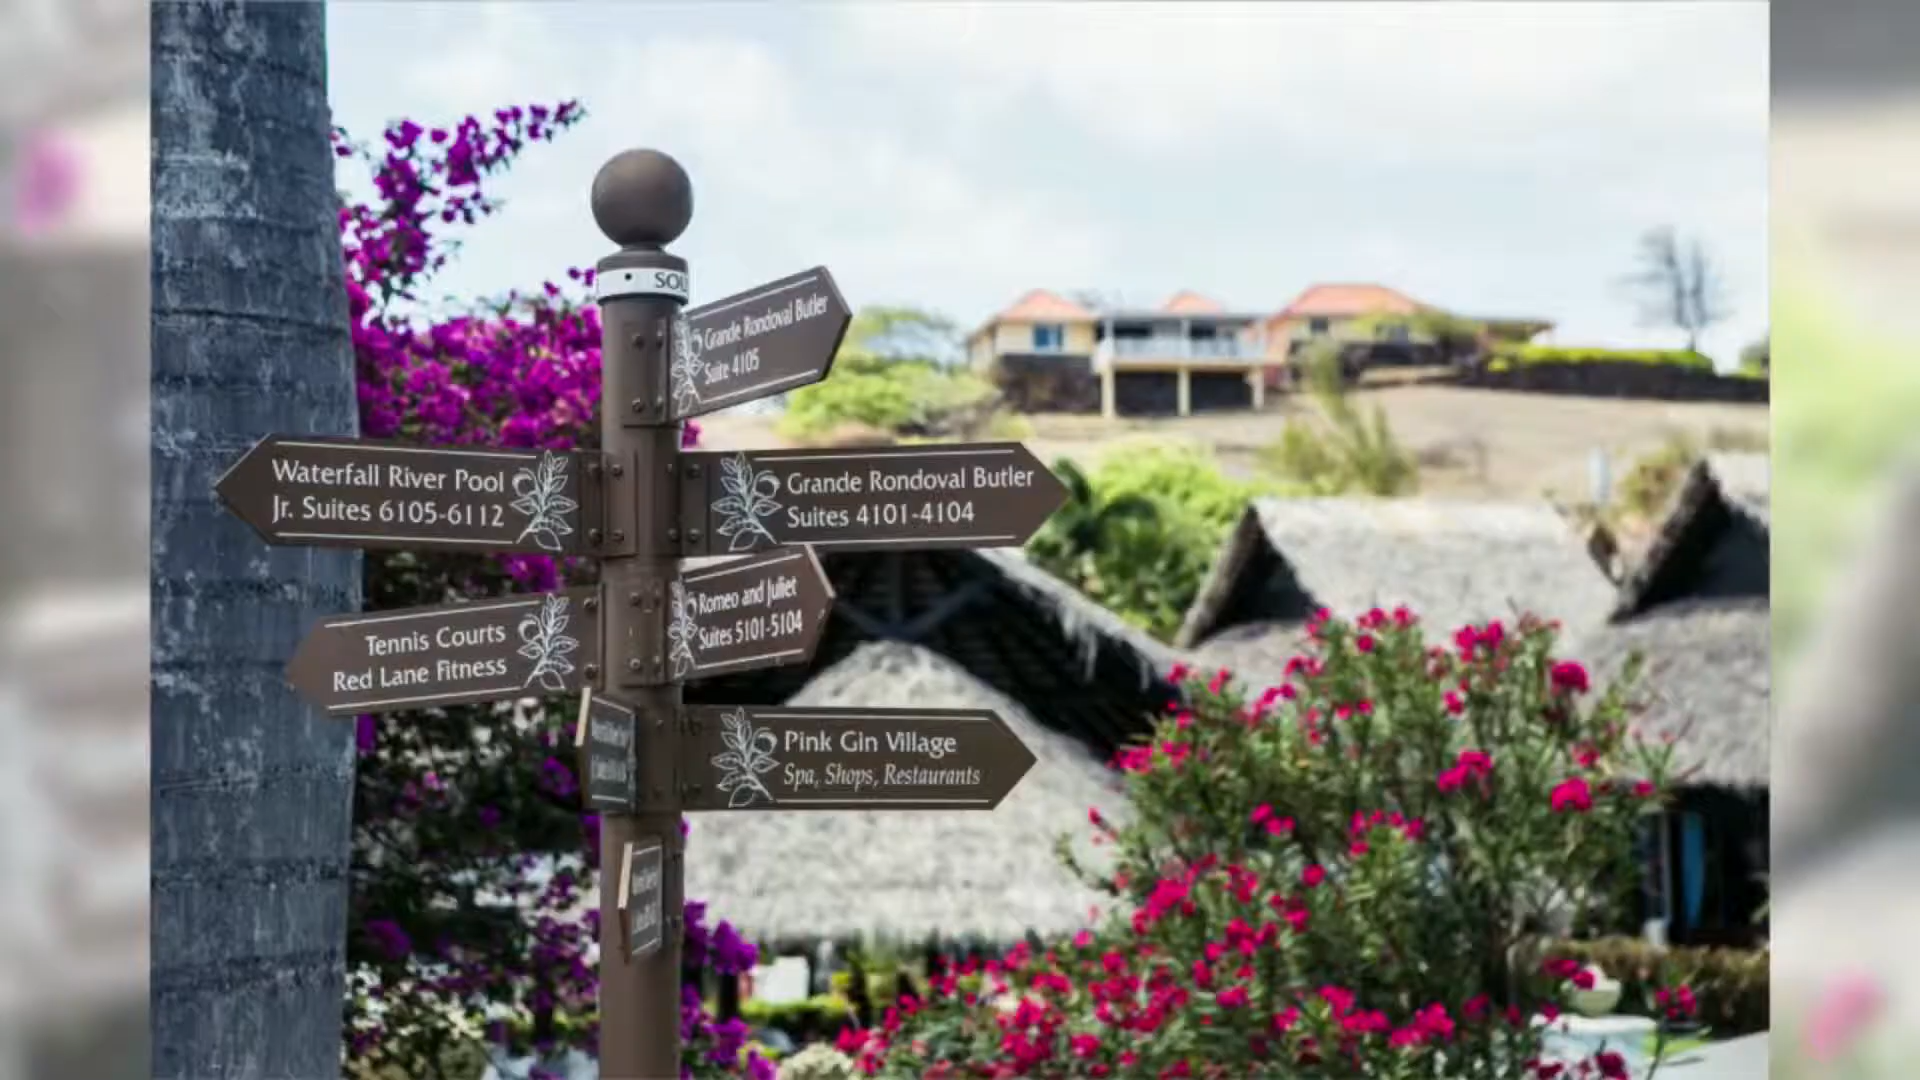 SOU
Grande Rondoval Butler
Suite 4105
Waterfall River Pool
Jr. Suites 6105-6112
Grande Rondoval Butler
Suites 4101-4104
Romeo and Juliet
Suites 5101-5104
Tennis Courts
Red Lane Fitness
Pink Gin Village
Spa, Shops, Restaurants